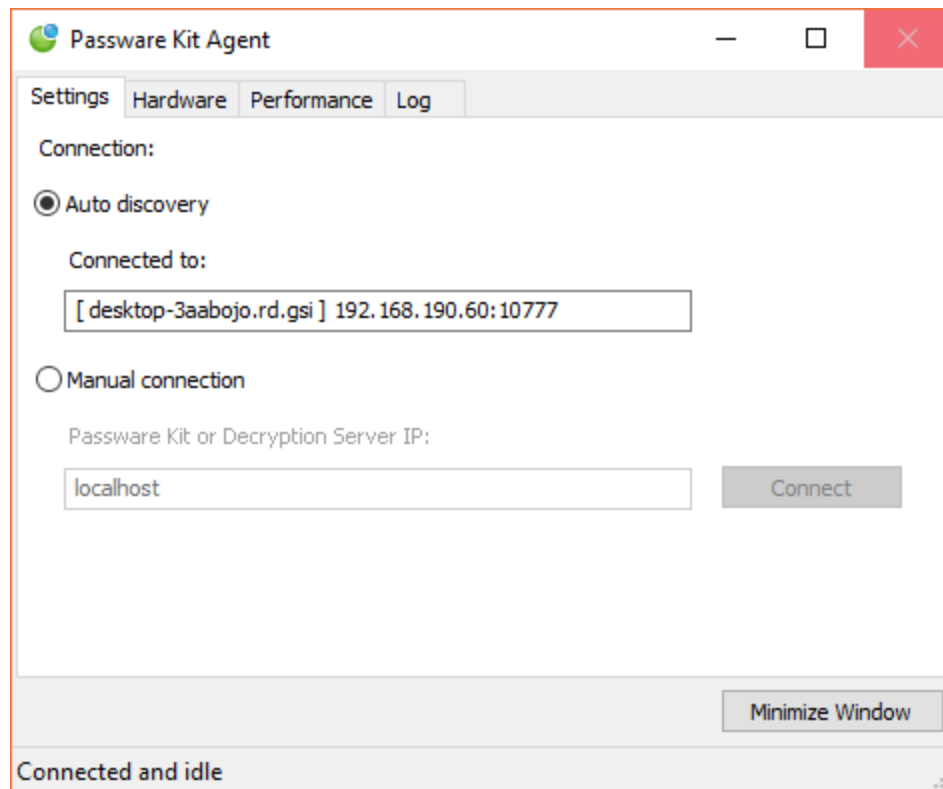 Passware Kit Agent
Settings Hardware Performance Log
Connection:
Auto discovery
Connected to:
[ desktop-3aabojo.rd.gsi ] 192.168.190.60:10777
Manual connection
Passware Kit or Decryption Server IP:
localhost Connect
Minimize Window
Connected and idle